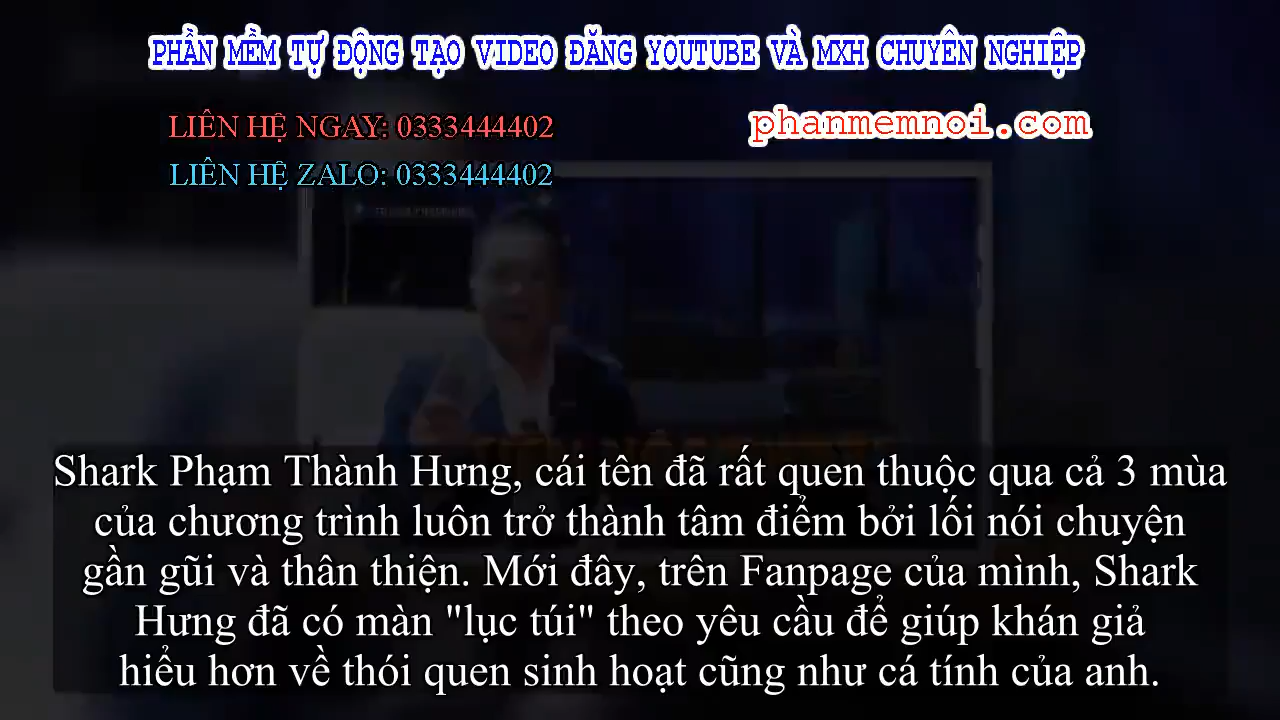 PHẦN MỀM TỰ ĐỘNG TẠO VIDEO ĐĂNG YOUTUBE VÀ MXH CHUYÊN NGHIỆP
LIÊN HỆ NGAY: 0333444402
phanmemnoi.com
LIÊN HỆ ZALO: 0333444402
Shark Phạm Thành Hưng, cái tên đã rất quen thuộc qua cả 3 mùa
của chương trình luôn trở thành tâm điểm bởi lối nói chuyện
gần gũi và thân thiện. Mới đây, trên Fanpage của mình, Shark
Hưng đã có màn "lục túi" theo yêu cầu để giúp khán giả
hiểu hơn về thói quen sinh hoạt cũng như cá tính của anh.